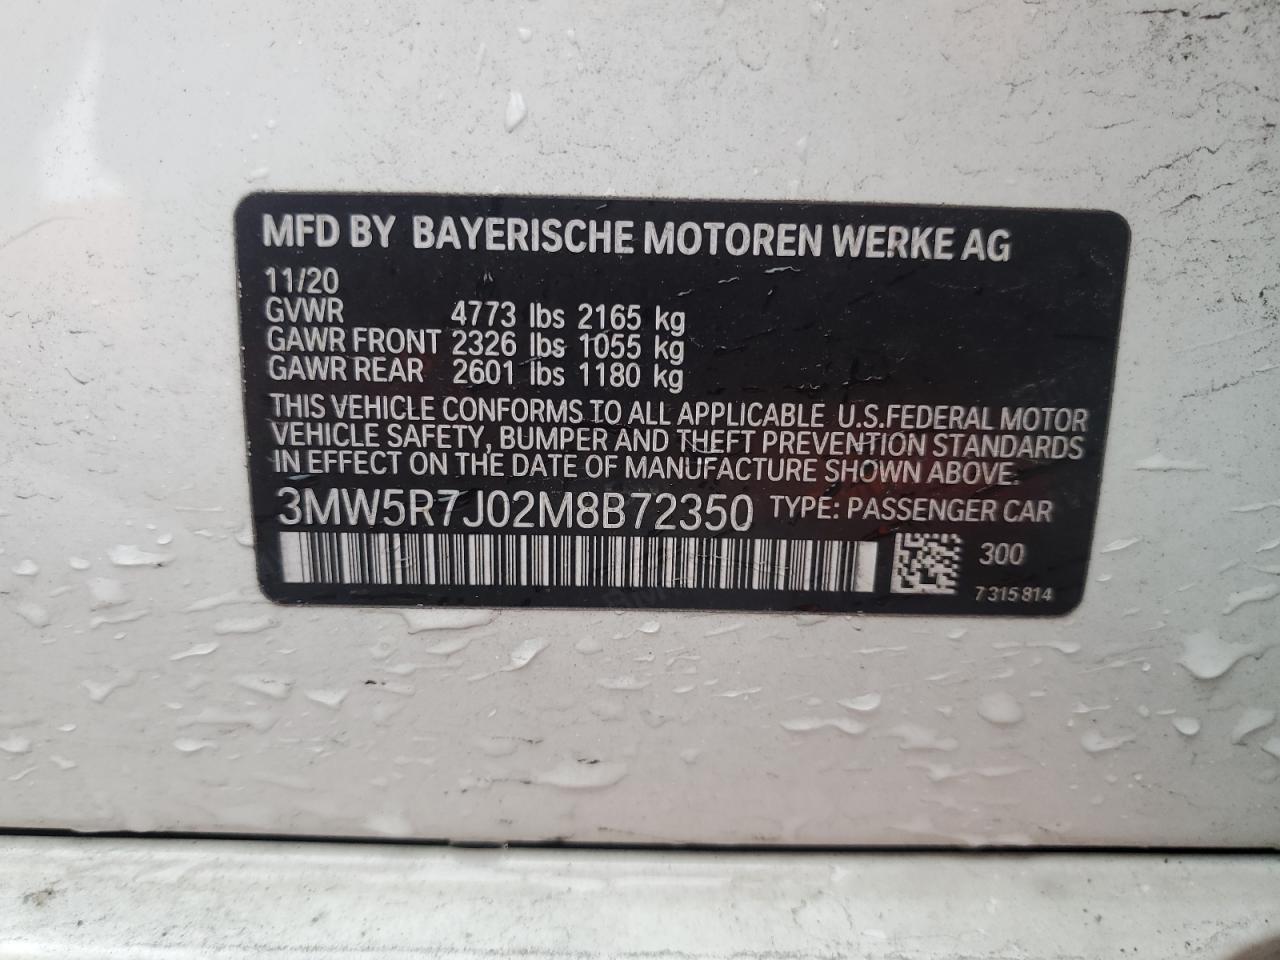 MFD BY BAYERISCHE MOTOREN WERKE AG
11/20
GVWR 4773 lbs 2165 kg
GAWR FRONT 2326 lbs 1055 kg
GAWR REAR 2601 lbs 1180 kg
THIS VEHICLE CONFORMS TO ALL APPLICABLE U.S.FEDERAL MOTOR
VEHICLE SAFETY, BUMPER AND THEFT PREVENTION STANDARDS
IN EFFECT ON THE DATE OF MANUFACTURE SHOWN ABOVE:
3MW5R7J02M8B72350 TYPE: PASSENGER CAR
300
7 315 814